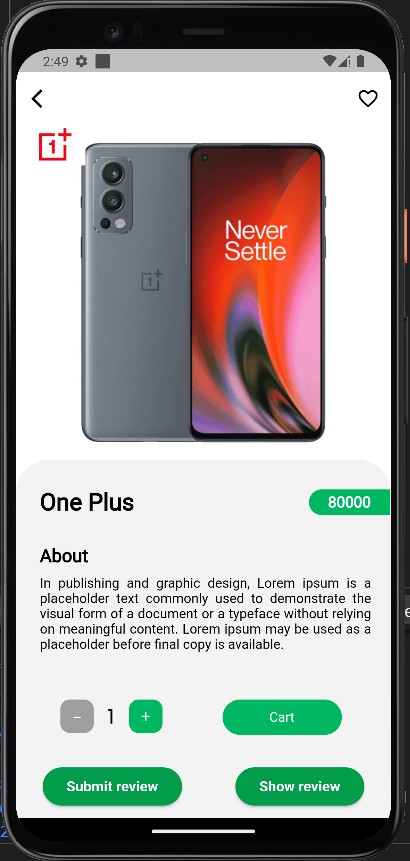 2:49
1
Never
Settle
1
One Plus
80000
About
In publishing and graphic design, Lorem ipsum is a
placeholder text commonly used to demonstrate the
visual form of a document or a typeface without relying
on meaningful content. Lorem ipsum may be used as a
placeholder before final copy is available.
− 1 +
Cart
Submit review
Show review